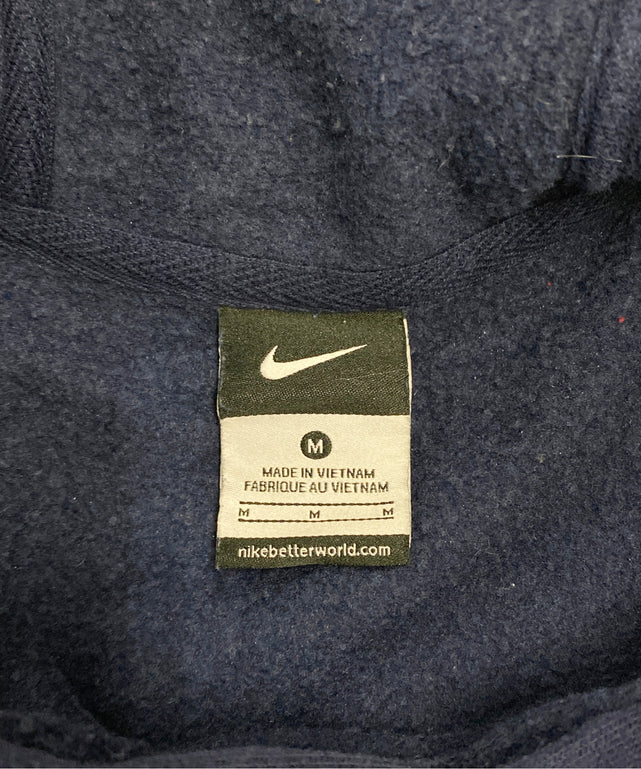 M
MADE IN VIETNAM
FABRIQUE AU VIETNAM
M M M
nikebetterworld.com